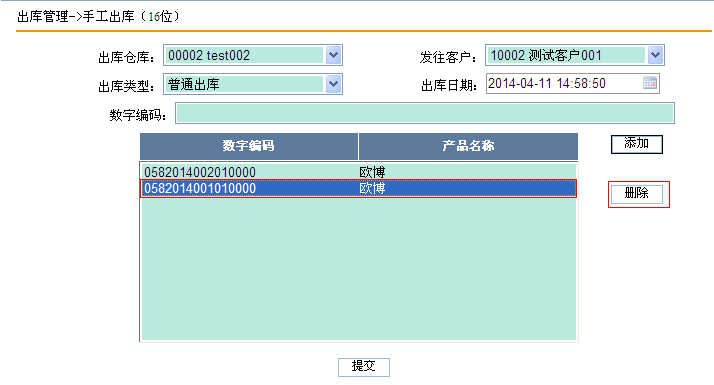 出库管理->手工出库（16位）
出库仓库： 00002 test002 发往客户： 10002 测试客户001
出库类型： 普通出库 出库日期： 2014-04-11 14:58:50
数字编码：
数字编码 产品名称 添加
0582014002010000 欧博
0582014001010000 欧博 删除
提交